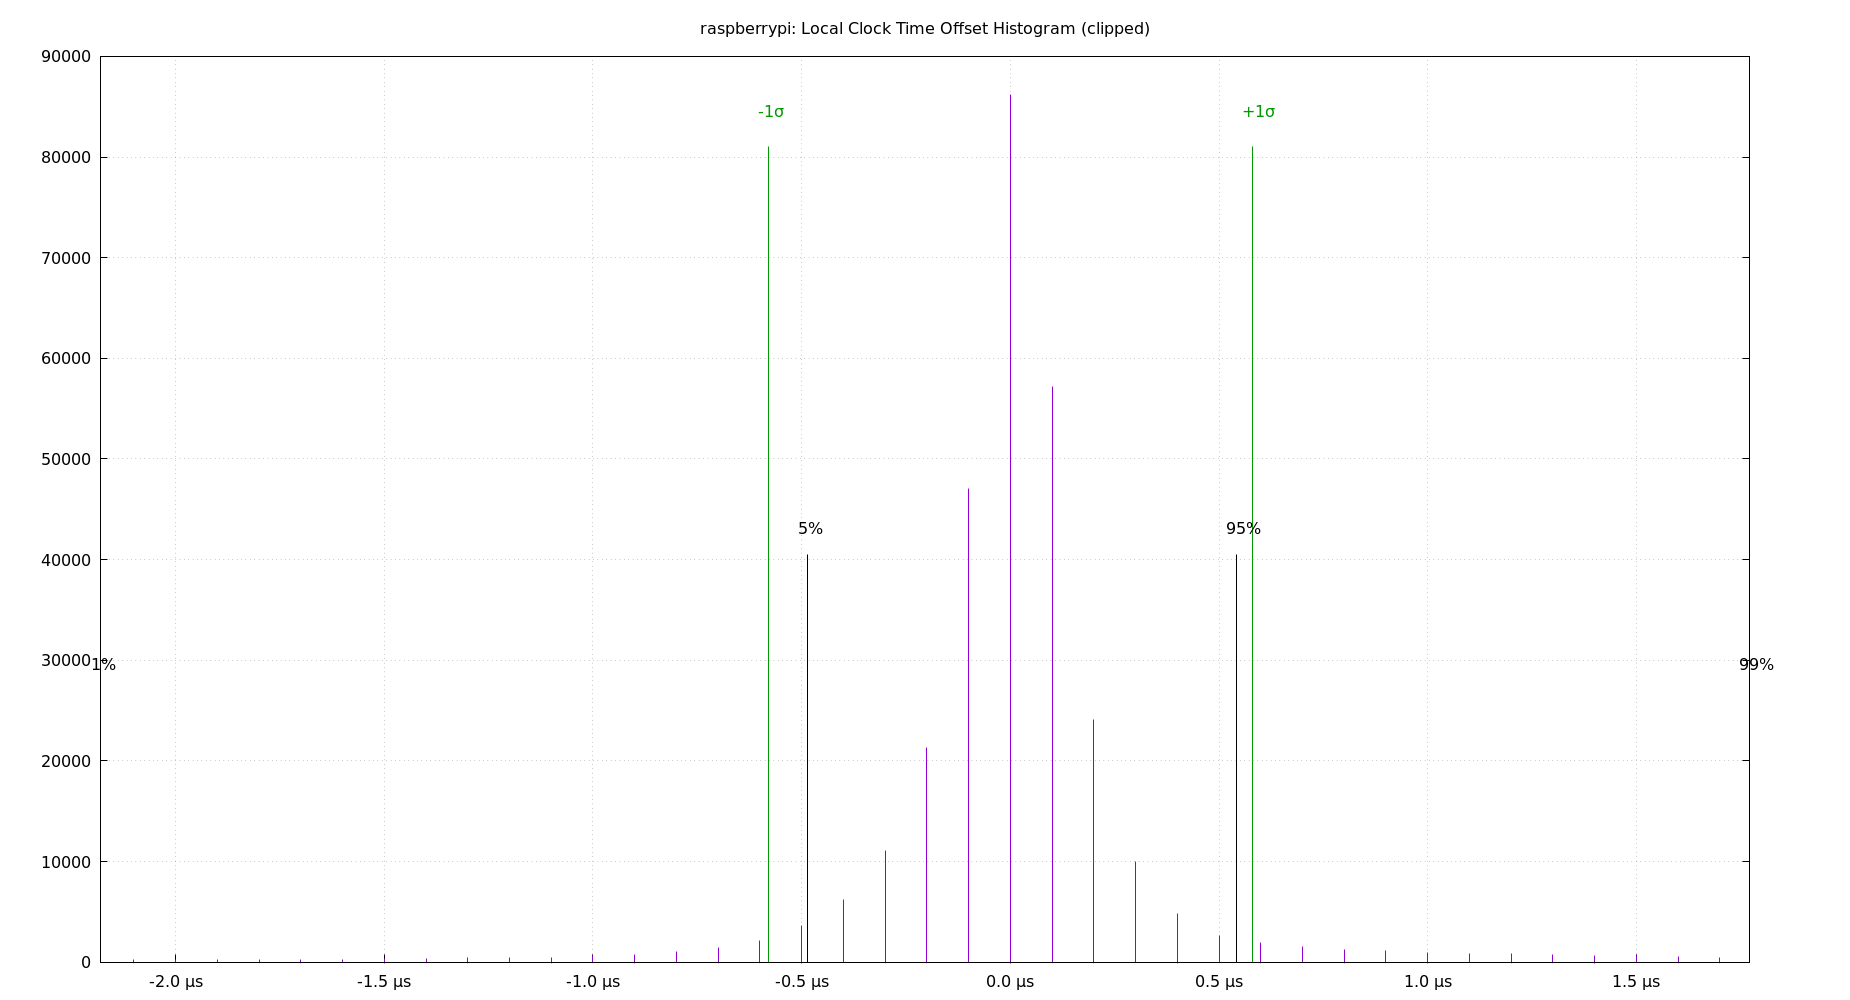 raspberrypi: Local Clock Time Offset Histogram (clipped)
90000
-1σ
+1σ
80000
70000
60000
50000
5%
95%
40000
30000
1%
99%
20000
10000
0
-2.0 µs
-1.5 µs
-1.0 µs
-0.5 µs
0.0 µs
0.5 µs
1.0 µs
1.5 µs